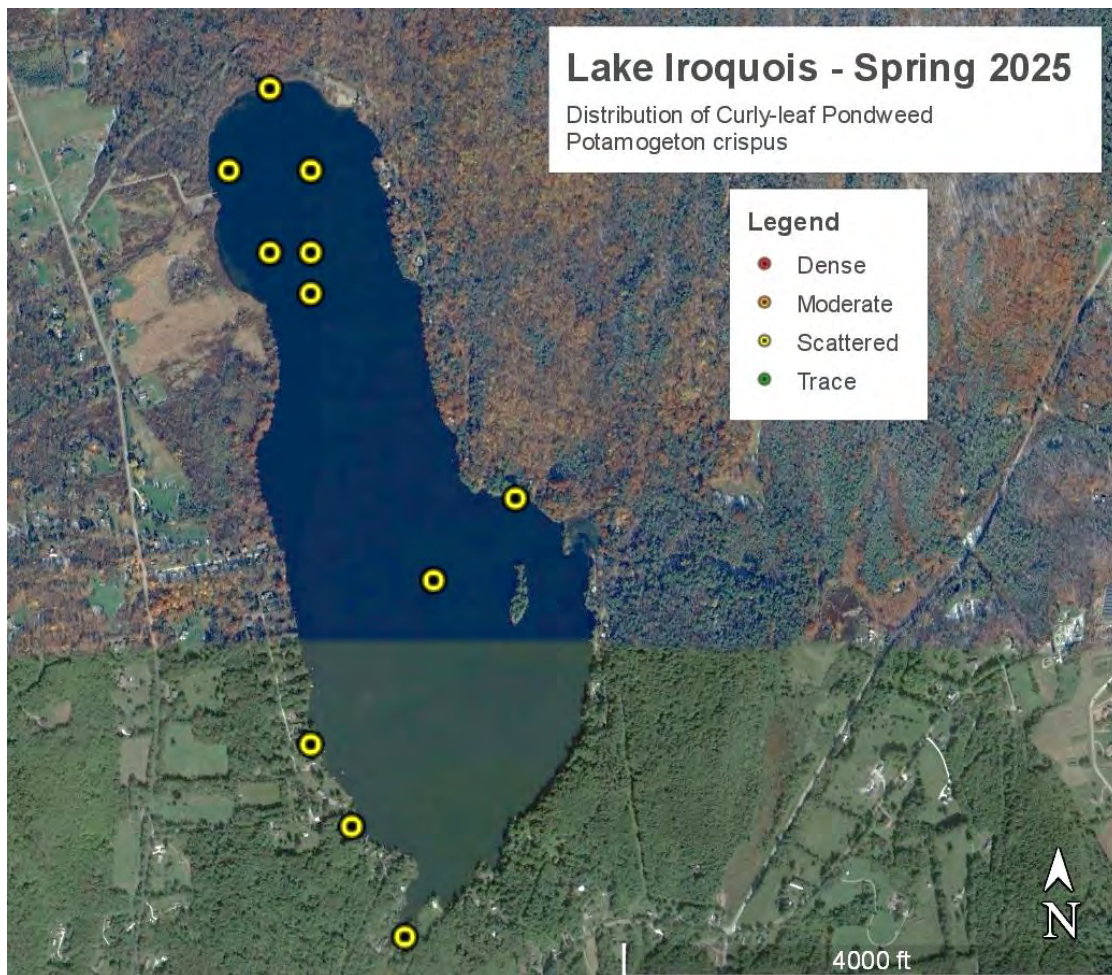 Lake Iroquois - Spring 2025
Distribution of Curly-leaf Pondweed
Potamogeton crispus
Legend
Dense
Moderate
Scattered
Trace
N
4000 ft